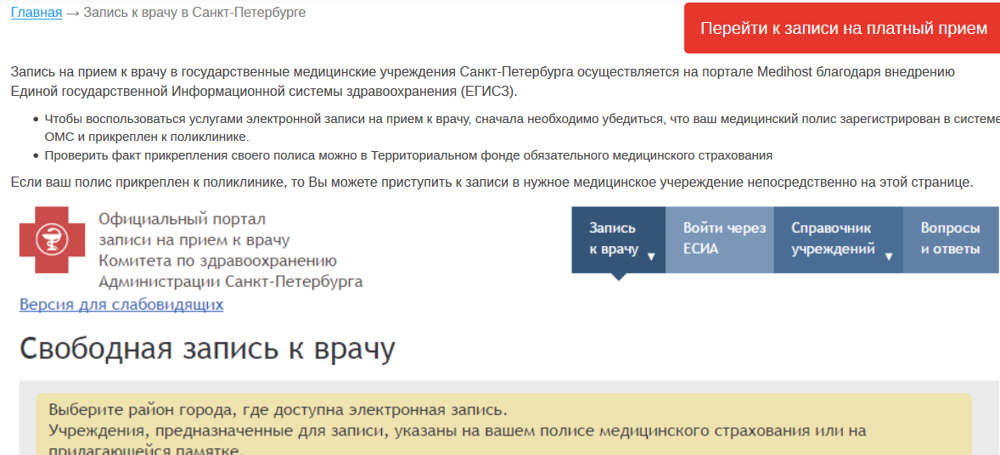 Главная → Запись к врачу в Санкт-Петербурге
Перейти к записи на платный прием
Запись на прием к врачу в государственные медицинские учреждения Санкт-Петербурга осуществляется на портале Medihost благодаря внедрению
Единой государственной Информационной системы здравоохранения (ЕГИСЗ).
• Чтобы воспользоваться услугами электронной записи на прием к врачу, сначала необходимо убедиться, что ваш медицинский полис зарегистрирован в системе
ОМС и прикреплен к поликлинике.
• Проверить факт прикрепления своего полиса можно в Территориальном фонде обязательного медицинского страхования
Если ваш полис прикреплен к поликлинике, то Вы можете приступить к записи в нужное медицинское учереждение непосредственно на этой странице.
Официальный портал
записи на прием к врачу
Комитета по здравоохранению
Администрации Санкт-Петербурга
Запись
к врачу
Войти через
ЕСИА
Справочник
учреждений
Вопросы
и ответы
Версия для слабовидящих
Свободная запись к врачу
Выберите район города, где доступна электронная запись.
Учреждения, предназначенные для записи, указаны на вашем полисе медицинского страхования или на
прилагающейся памятке.